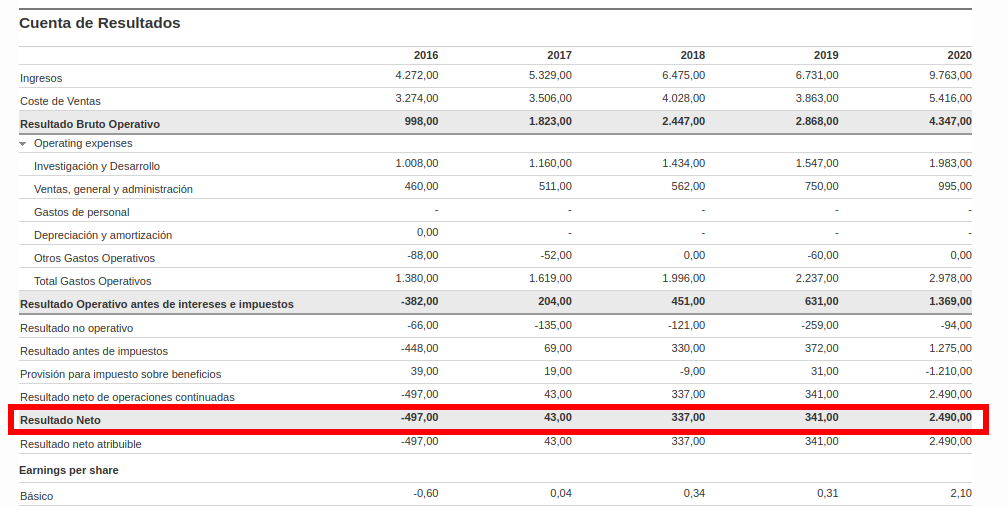 Cuenta de Resultados
2016 2017 2018 2019 2020
Ingresos 4.272,00 5.329,00 6.475,00 6.731,00 9.763,00
Coste de Ventas 3.274,00 3.506,00 4.028,00 3.863,00 5.416,00
Resultado Bruto Operativo 998,00 1.823,00 2.447,00 2.868,00 4.347,00
Operating expenses
Investigación y Desarrollo 1.008,00 1.160,00 1.434,00 1.547,00 1.983,00
Ventas, general y administración 460,00 511,00 562,00 750,00 995,00
Gastos de personal - - - - -
Depreciación y amortización 0,00 - - - -
Otros Gastos Operativos -88,00 -52,00 0,00 -60,00 0,00
Total Gastos Operativos 1.380,00 1.619,00 1.996,00 2.237,00 2.978,00
Resultado Operativo antes de intereses e impuestos -382,00 204,00 451,00 631,00 1.369,00
Resultado no operativo -66,00 -135,00 -121,00 -259,00 -94,00
Resultado antes de impuestos -448,00 69,00 330,00 372,00 1.275,00
Provisión para impuesto sobre beneficios 39,00 19,00 -9,00 31,00 -1.210,00
Resultado neto de operaciones continuadas -497,00 43,00 337,00 341,00 2.490,00
Resultado Neto -497,00 43,00 337,00 341,00 2.490,00
Resultado neto atribuible -497,00 43,00 337,00 341,00 2.490,00
Earnings per share
Básico -0,60 0,04 0,34 0,31 2,10